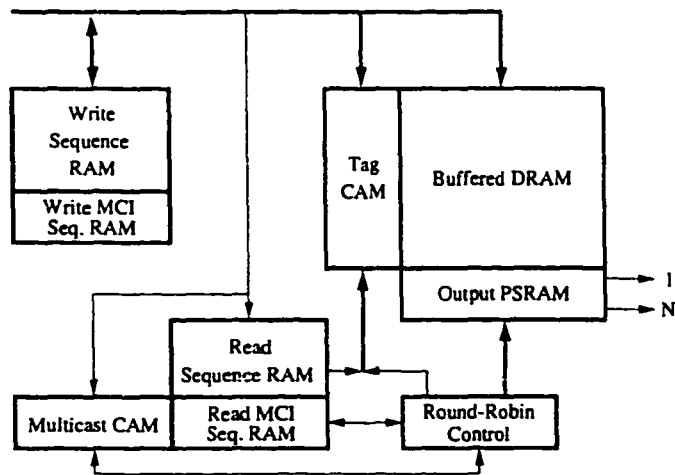 Write
Sequence
RAM
Write MCI
Seq. RAM
Tag
CAM
Buffered DRAM
Output PSRAM
1
N
Read
Sequence RAM
Multicast CAM
Read MCI
Seq. RAM
Round-Robin
Control